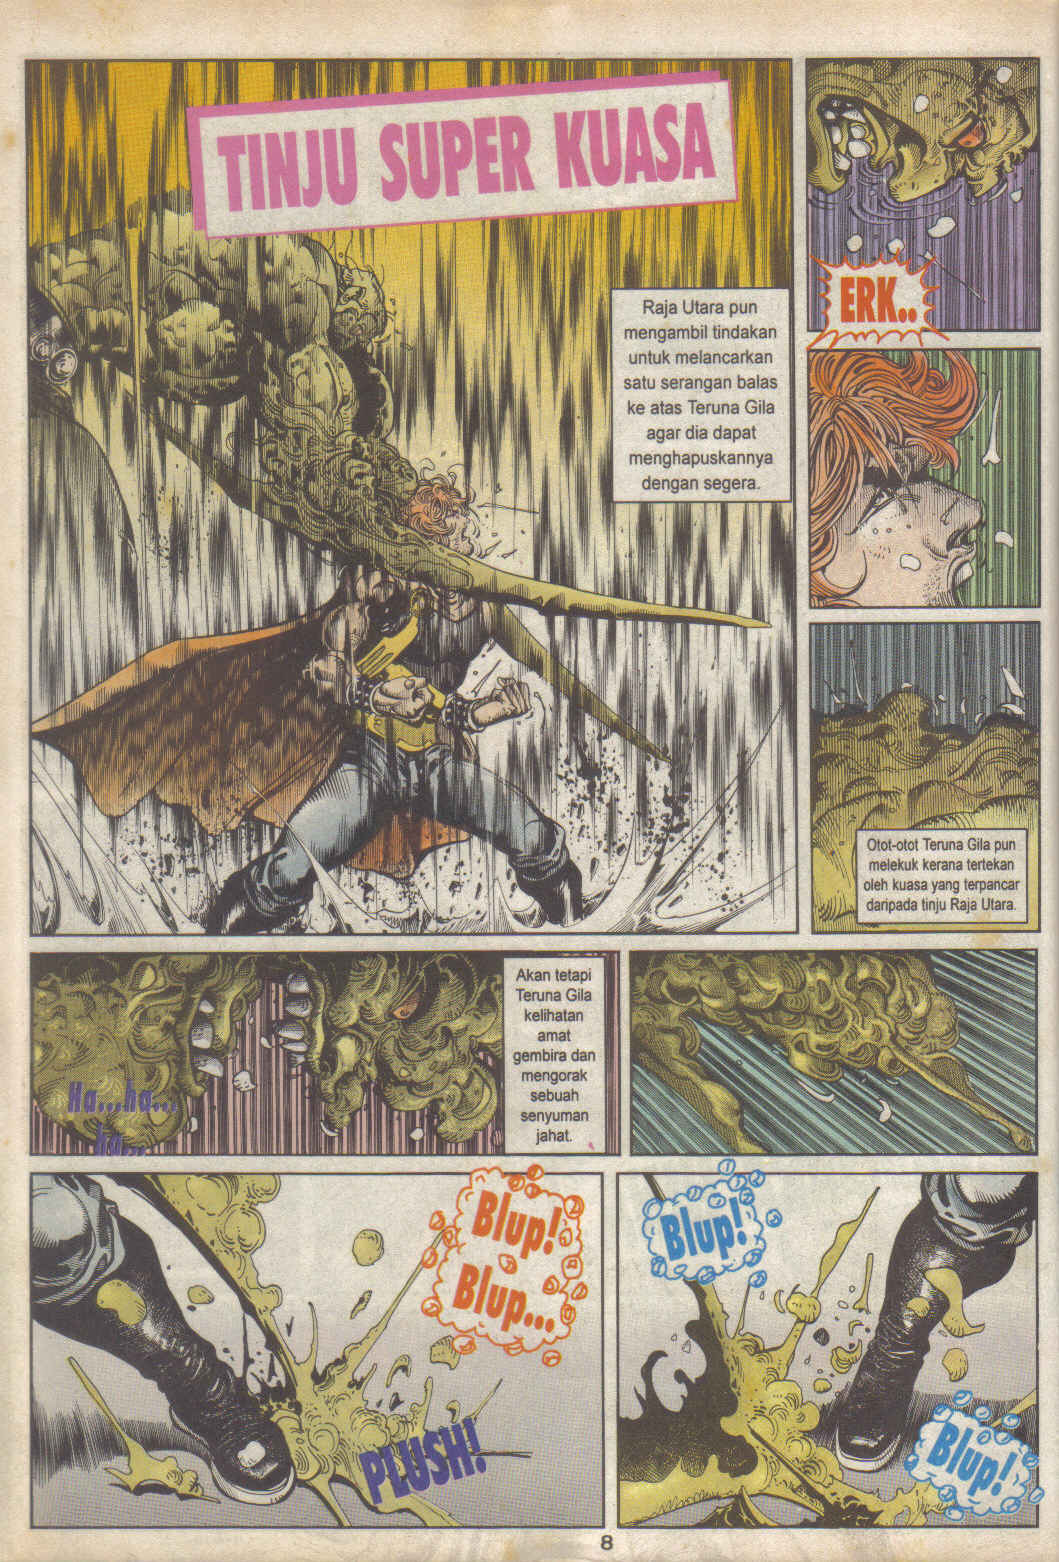 TINJU SUPER KUASA
Raja Utara pun
mengambil tindakan
untuk melancarkan
satu serangan balas
ke atas Teruna Gila
agar dia dapat
menghapuskannya
dengan segera.
ERK..
Otot-otot Teruna Gila pun
melekuk kerana tertekan
oleh kuasa yang terpancar
daripada tinju Raja Utara.
Ha...ha...
ha...
Akan tetapi
Teruna Gila
kelihatan
amat
gembira dan
mengorak
sebuah
senyuman
jahat.
Blup!
Blup...
PLUSH!
Blup!
Blup!
8